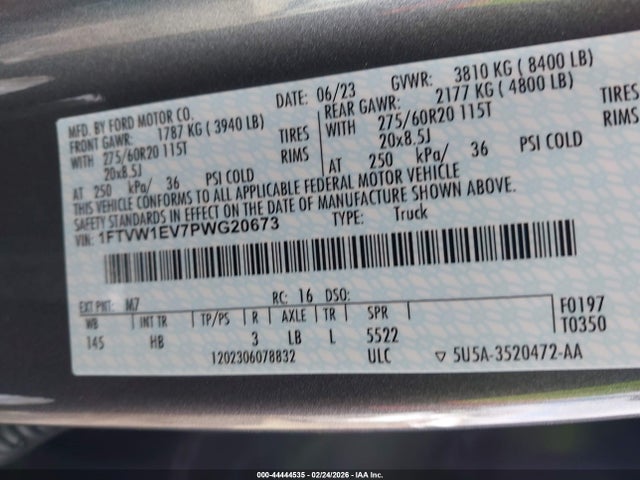 MFD. BY FORD MOTOR CO. DATE: 06/23 GVWR: 3810 KG ( 8400 LB)
FRONT GAWR: 1787 KG ( 3940 LB) REAR GAWR: 2177 KG ( 4800 LB)
WITH 275/60R20 115T TIRES WITH 275/60R20 115T TIRES
20x8.5J RIMS 20x8.5J RIMS
AT 250 kPa/ 36 PSI COLD AT 250 kPa/ 36 PSI COLD
THIS VEHICLE CONFORMS TO ALL APPLICABLE FEDERAL MOTOR VEHICLE
SAFETY STANDARDS IN EFFECT ON THE DATE OF MANUFACTURE SHOWN ABOVE.
VIN: 1FTVW1EV7PWG20673 TYPE: Truck
EXT PNT: M7 RC: 16 DSO:
WB INT TR TP/PS R AXLE TR SPR F0197
145 HB 3 LB L 5522 T0350
1202306078832 ULC 5U5A-3520472-AA
000-44444535 - 02/24/2026 - IAA Inc.